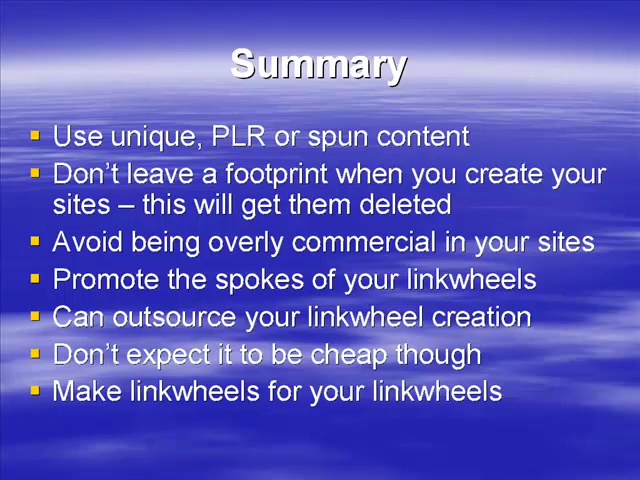 Summary
Use unique, PLR or spun content
Don't leave a footprint when you create your
sites – this will get them deleted
Avoid being overly commercial in your sites
Promote the spokes of your linkwheels
Can outsource your linkwheel creation
Don't expect it to be cheap though
Make linkwheels for your linkwheels